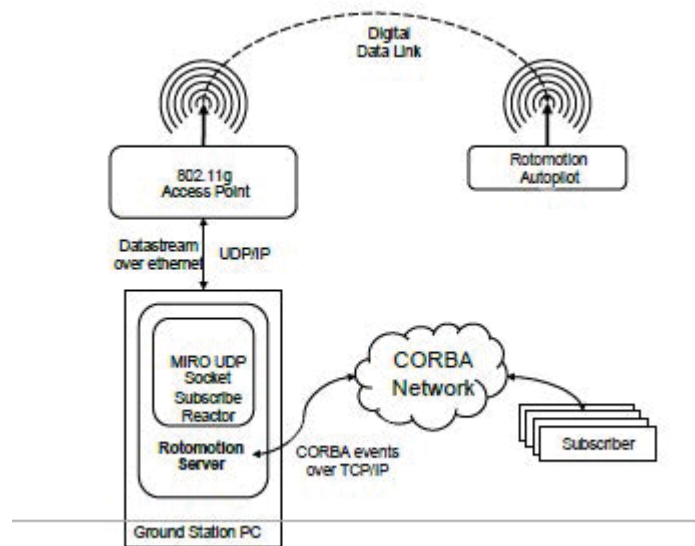 Digital
Data Link
802.11g
Access Point
Rotomotion
Autopilot
Datastream
over ethernet
UDP/IP
MIRO UDP
Socket
Subscribe
Reactor
Rotomotion
Server
CORBA
Network
CORBA events
over TCP/IP
Subscriber
Ground Station PC